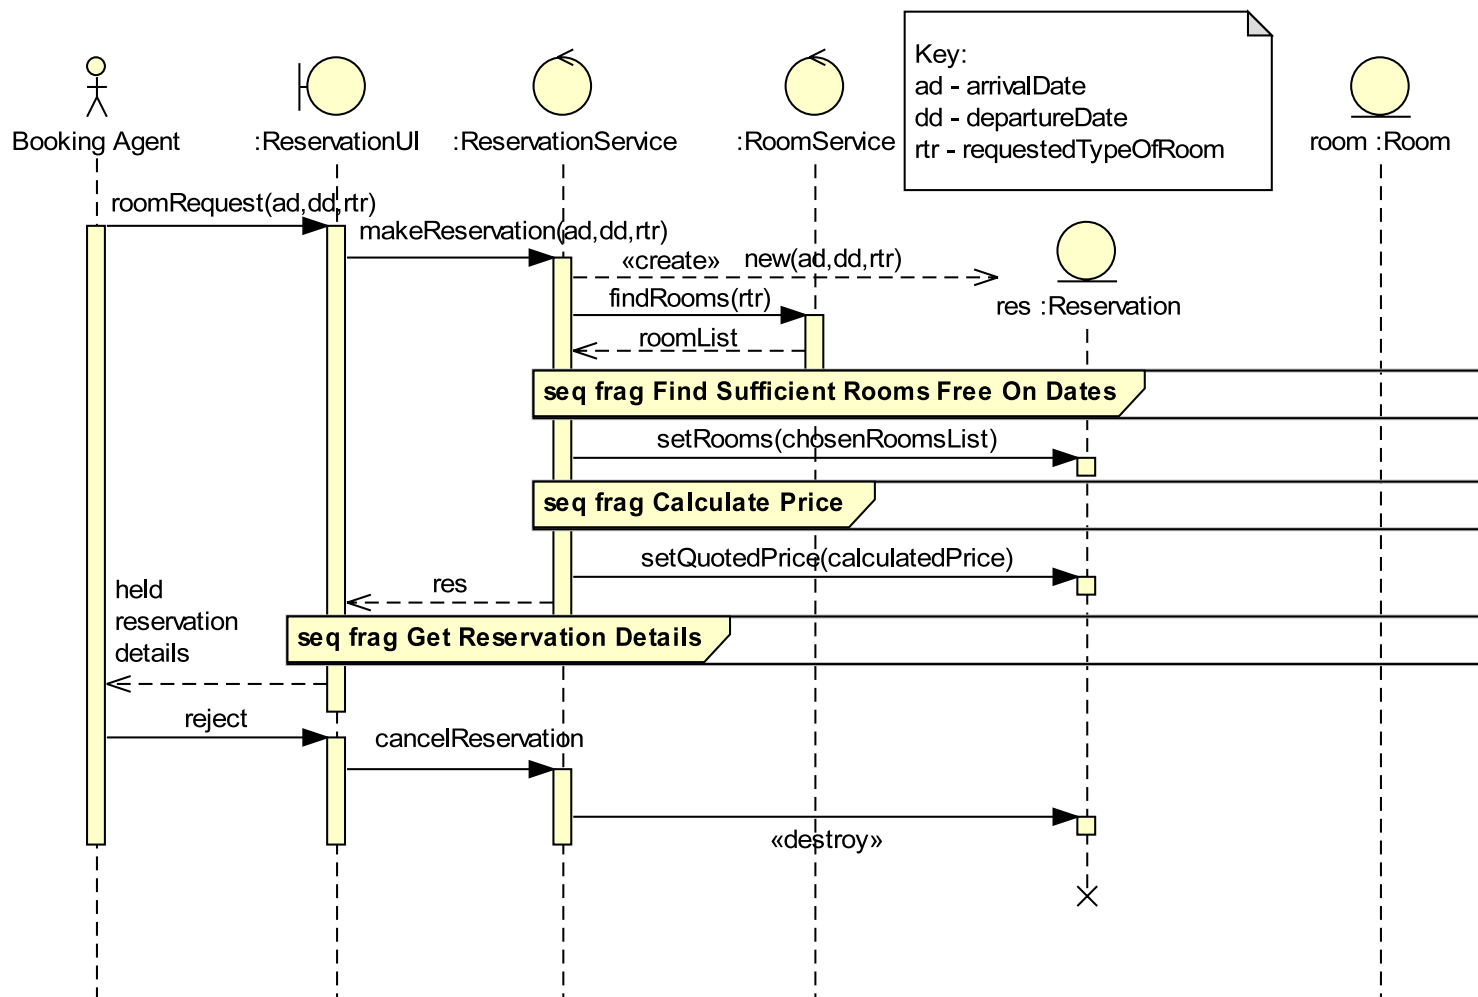 Key:
ad - arrivalDate
dd - departureDate
rtr - requestedTypeOfRoom
Booking Agent
:ReservationUI
:ReservationService
:RoomService
room :Room
roomRequest(ad,dd,rtr)
makeReservation(ad,dd,rtr)
«create» new(ad,dd,rtr)
res :Reservation
findRooms(rtr)
roomList
seq frag Find Sufficient Rooms Free On Dates
setRooms(chosenRoomsList)
seq frag Calculate Price
setQuotedPrice(calculatedPrice)
res
held
reservation
details
seq frag Get Reservation Details
reject
cancelReservation
«destroy»